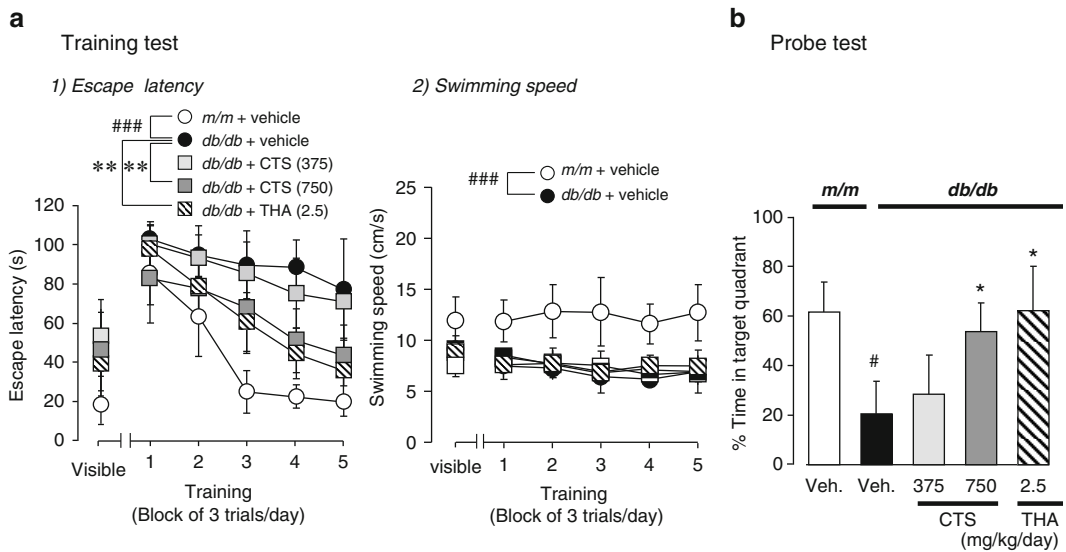 a
Training test
1) Escape latency
###
** **
m/m + vehicle
db/db + vehicle
db/db + CTS (375)
db/db + CTS (750)
db/db + THA (2.5)
Escape latency (s)
120
100
80
60
40
20
0
Visible
1
2
3
4
5
Training
(Block of 3 trials/day)
2) Swimming speed
###
m/m + vehicle
db/db + vehicle
Swimming speed (cm/s)
25
20
15
10
5
0
visible
1
2
3
4
5
Training
(Block of 3 trials/day)
b
Probe test
m/m
db/db
% Time in target quadrant
100
80
60
40
20
0
#
*
*
Veh.
Veh.
375
750
2.5
CTS
THA
(mg/kg/day)